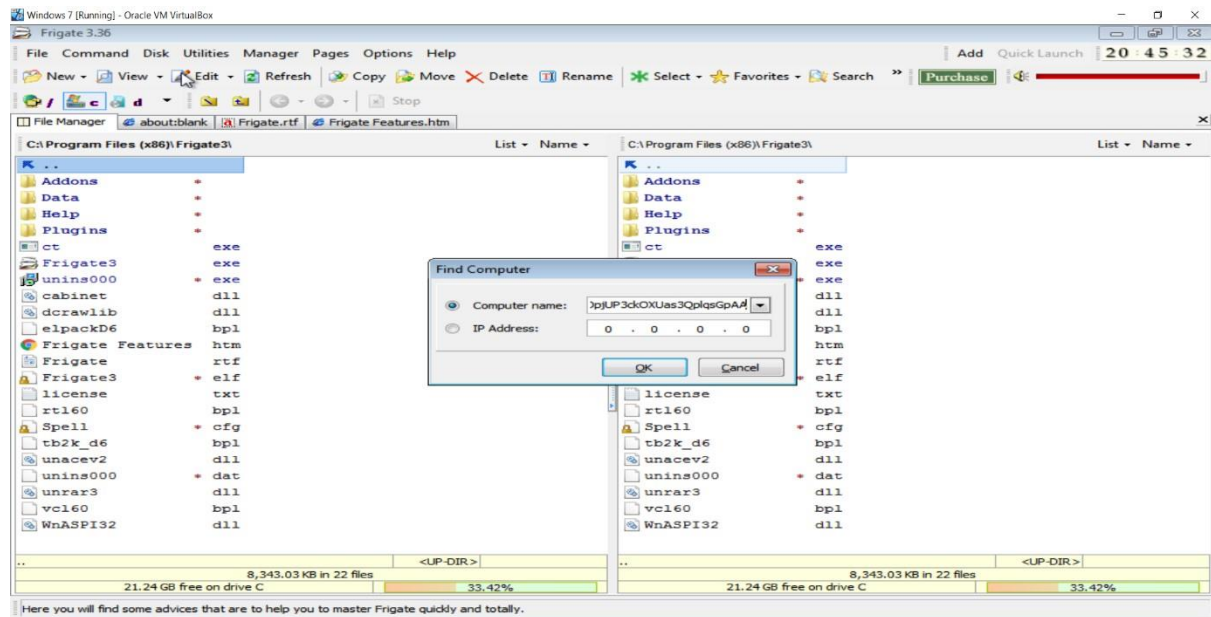 Windows 7 [Running] - Oracle VM VirtualBox
Frigate 3.36
File Command Disk Utilities Manager Pages Options Help Add Quick Launch 20:45:32
New View Edit Refresh Copy Move Delete Rename Select Favorites Search » Purchase
/ c d Stop
File Manager about:blank Frigate.rtf Frigate Features.htm
C:\Program Files (x86)\Frigate3\ List Name C:\Program Files (x86)\Frigate3\ List Name
.. ..
Addons * Addons *
Data * Data *
Help * Help *
Plugins * Plugins *
ct exe ct exe
Frigate3 exe exe
unins000 * exe * exe
cabinet dll dll
dcrawlib dll dll
elpackD6 bpl bpl
Frigate Features htm htm
Frigate rtf rtf
Frigate3 * elf * elf
license txt license txt
rtl60 bpl rtl60 bpl
Spell * cfg Spell * cfg
tb2k_d6 bpl tb2k_d6 bpl
unacev2 dll unacev2 dll
unins000 * dat unins000 * dat
unrar3 dll unrar3 dll
vcl60 bpl vcl60 bpl
WnASPI32 dll WnASPI32 dll
Find Computer
Computer name:
IP Address: 0 . 0 . 0 . 0
OK Cancel
.. <UP-DIR> .. <UP-DIR>
8,343.03 KB in 22 files 8,343.03 KB in 22 files
21.24 GB free on drive C 33.42% 21.24 GB free on drive C 33.42%
Here you will find some advices that are to help you to master Frigate quickly and totally.